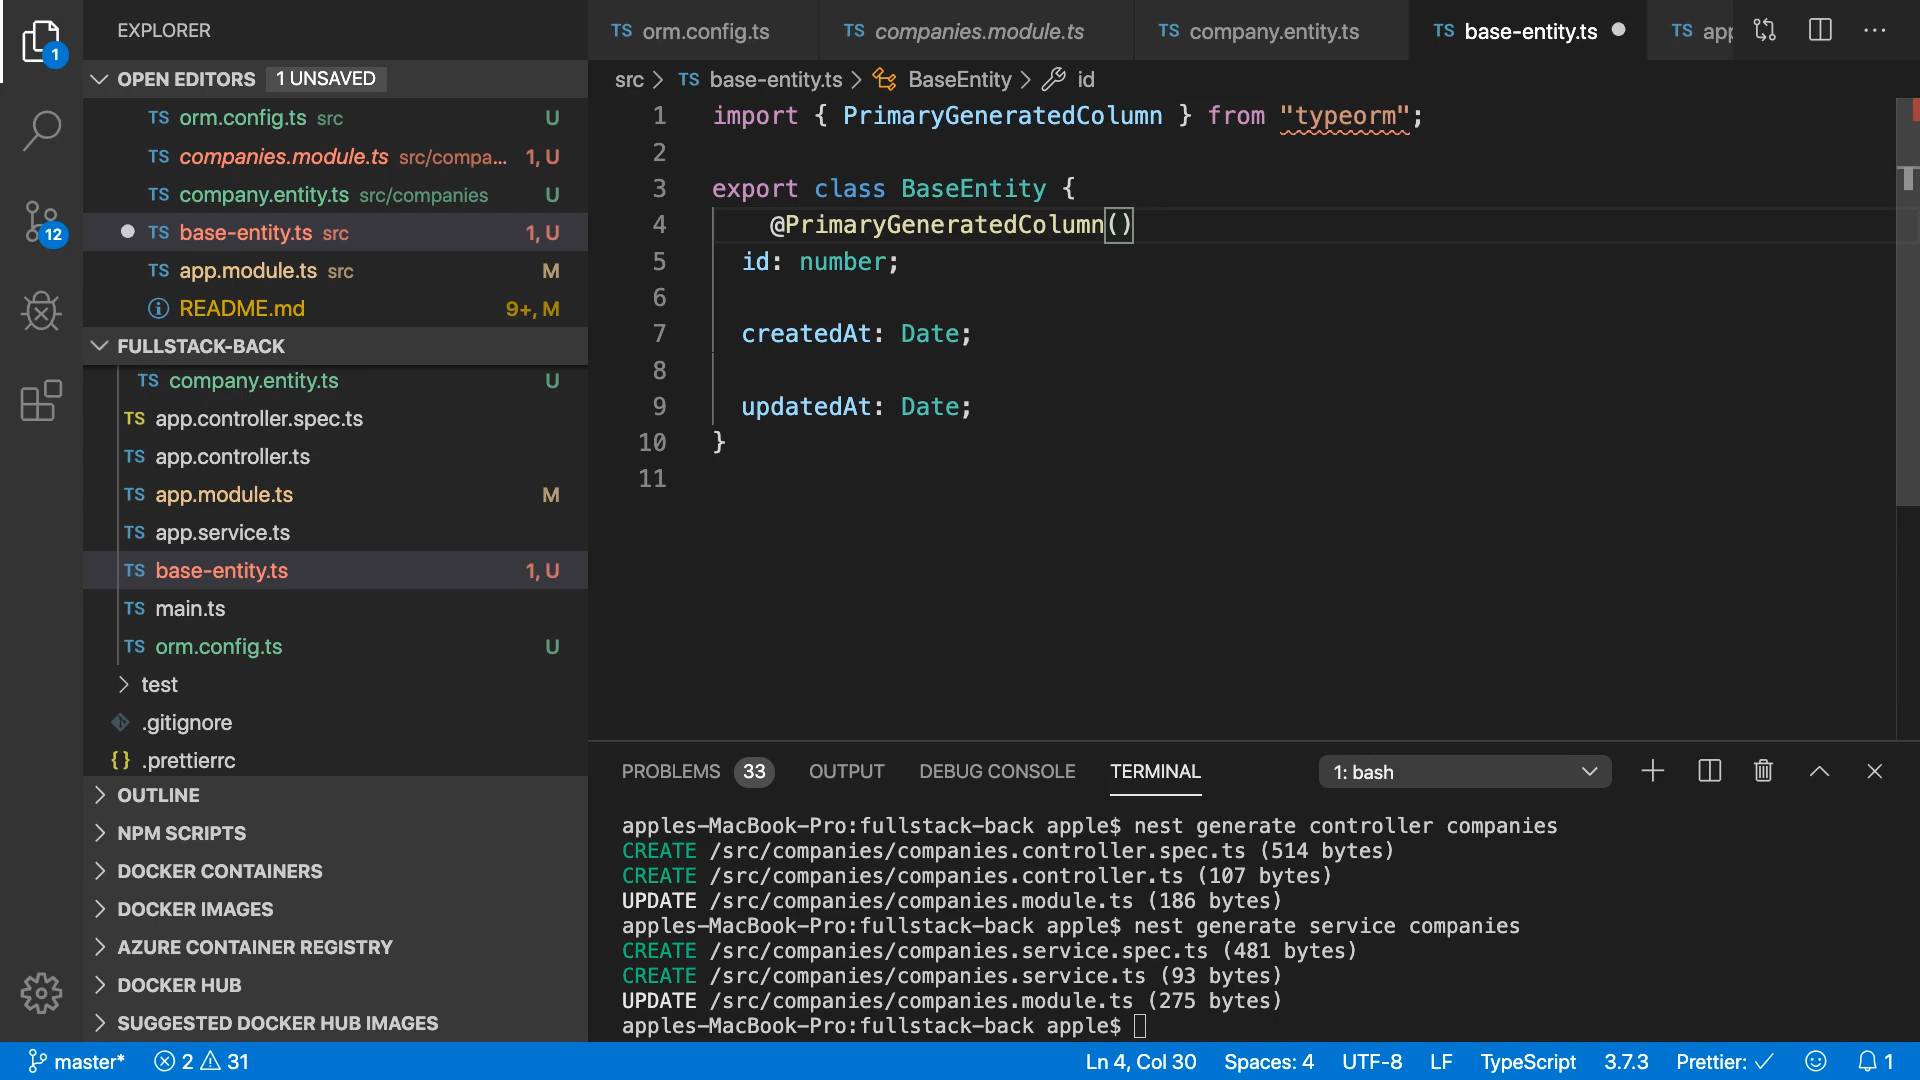 EXPLORER
TS orm.config.ts
TS companies.module.ts
TS company.entity.ts
TS base-entity.ts
TS app
1
OPEN EDITORS 1 UNSAVED
src > TS base-entity.ts > BaseEntity > id
TS orm.config.ts src U
TS companies.module.ts src/compa... 1, U
TS company.entity.ts src/companies U
TS base-entity.ts src 1, U
12
TS app.module.ts src M
README.md 9+, M
FULLSTACK-BACK
TS company.entity.ts U
TS app.controller.spec.ts
TS app.controller.ts
TS app.module.ts M
TS app.service.ts
TS base-entity.ts 1, U
TS main.ts
TS orm.config.ts U
> test
.gitignore
{} .prettierrc
> OUTLINE
> NPM SCRIPTS
> DOCKER CONTAINERS
> DOCKER IMAGES
> AZURE CONTAINER REGISTRY
> DOCKER HUB
> SUGGESTED DOCKER HUB IMAGES
1 import { PrimaryGeneratedColumn } from "typeorm";
2
3 export class BaseEntity {
4 @PrimaryGeneratedColumn()
5 id: number;
6
7 createdAt: Date;
8
9 updatedAt: Date;
10 }
11
PROBLEMS 33 OUTPUT DEBUG CONSOLE TERMINAL 1: bash
apples-MacBook-Pro:fullstack-back apple$ nest generate controller companies
CREATE /src/companies/companies.controller.spec.ts (514 bytes)
CREATE /src/companies/companies.controller.ts (107 bytes)
UPDATE /src/companies/companies.module.ts (186 bytes)
apples-MacBook-Pro:fullstack-back apple$ nest generate service companies
CREATE /src/companies/companies.service.spec.ts (481 bytes)
CREATE /src/companies/companies.service.ts (93 bytes)
UPDATE /src/companies/companies.module.ts (275 bytes)
apples-MacBook-Pro:fullstack-back apple$
master* 2 31 Ln 4, Col 30 Spaces: 4 UTF-8 LF TypeScript 3.7.3 Prettier: ✓ 1